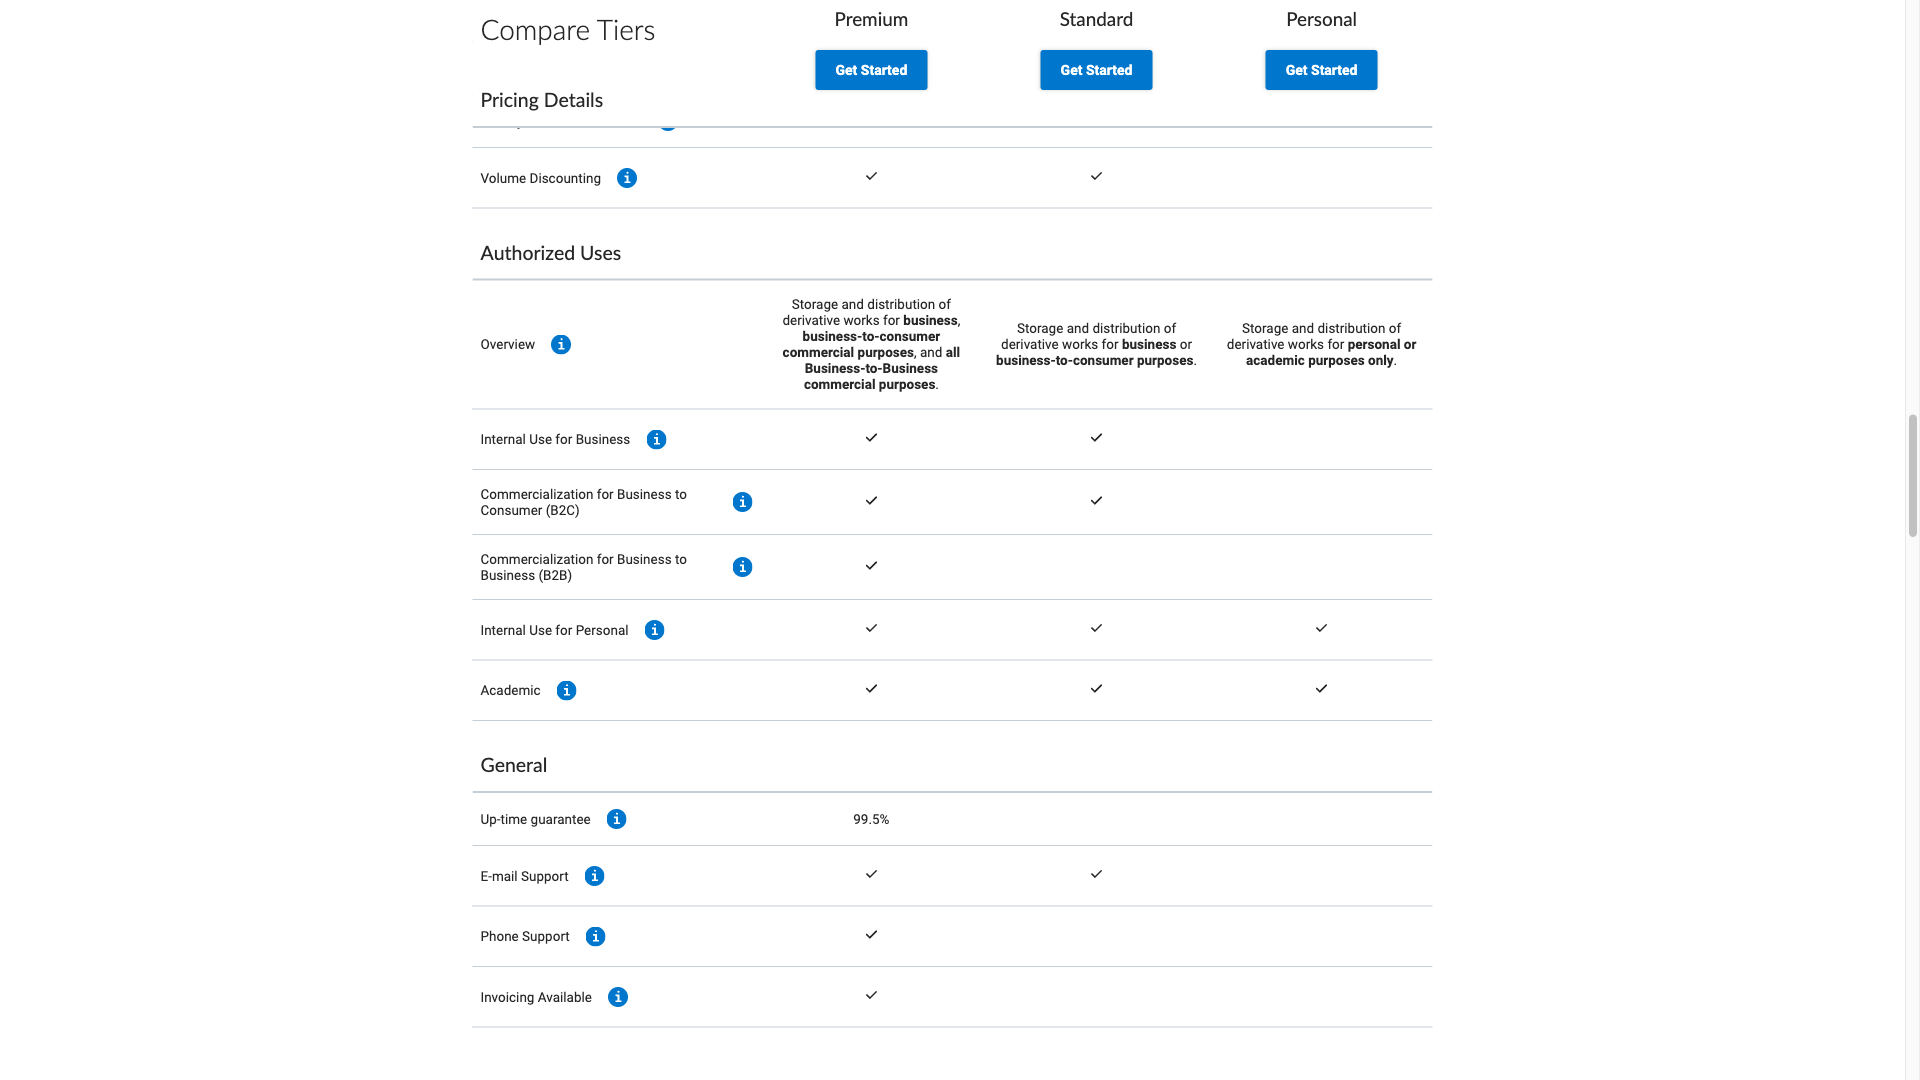 Compare Tiers
Premium
Standard
Personal
Get Started
Get Started
Get Started
Pricing Details
Volume Discounting
Authorized Uses
Overview
Storage and distribution of
derivative works for business,
business-to-consumer
commercial purposes, and all
Business-to-Business
commercial purposes.
Storage and distribution of
derivative works for business or
business-to-consumer purposes.
Storage and distribution of
derivative works for personal or
academic purposes only.
Internal Use for Business
Commercialization for Business to
Consumer (B2C)
Commercialization for Business to
Business (B2B)
Internal Use for Personal
Academic
General
Up-time guarantee
99.5%
E-mail Support
Phone Support
Invoicing Available